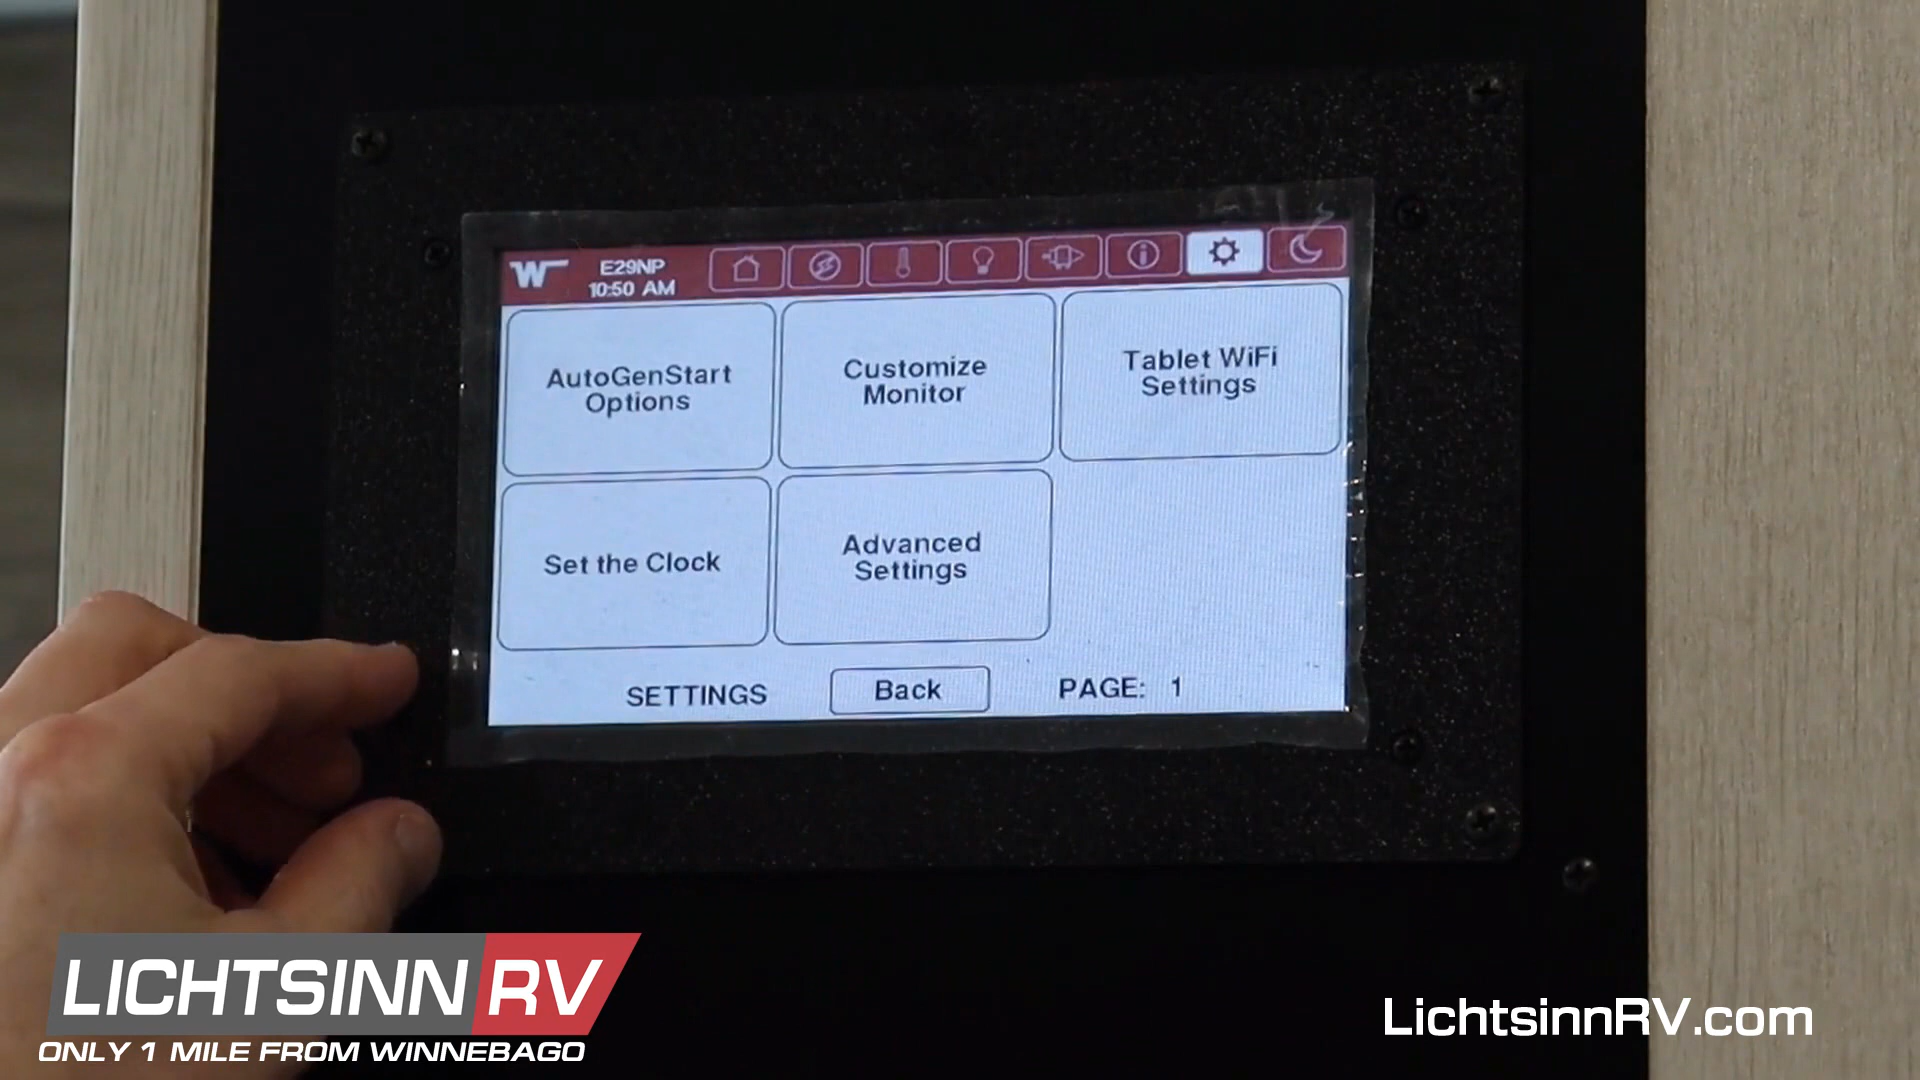 W
E29NP
10:50 AM
AutoGenStart
Options
Customize
Monitor
Tablet WiFi
Settings
Set the Clock
Advanced
Settings
SETTINGS
Back
PAGE: 1
LICHTSINN RV
ONLY 1 MILE FROM WINNEBAGO
LichtsinnRV.com